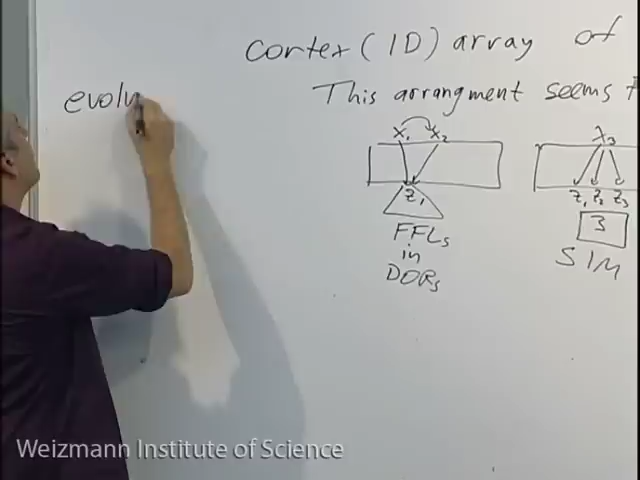 cortex (1D) array of
evolu
This arrangment seems
X1 X2
X3
Z1
Z1 Z2 Z3
3
FFLs
in
DORs
SIM
Weizmann Institute of Science